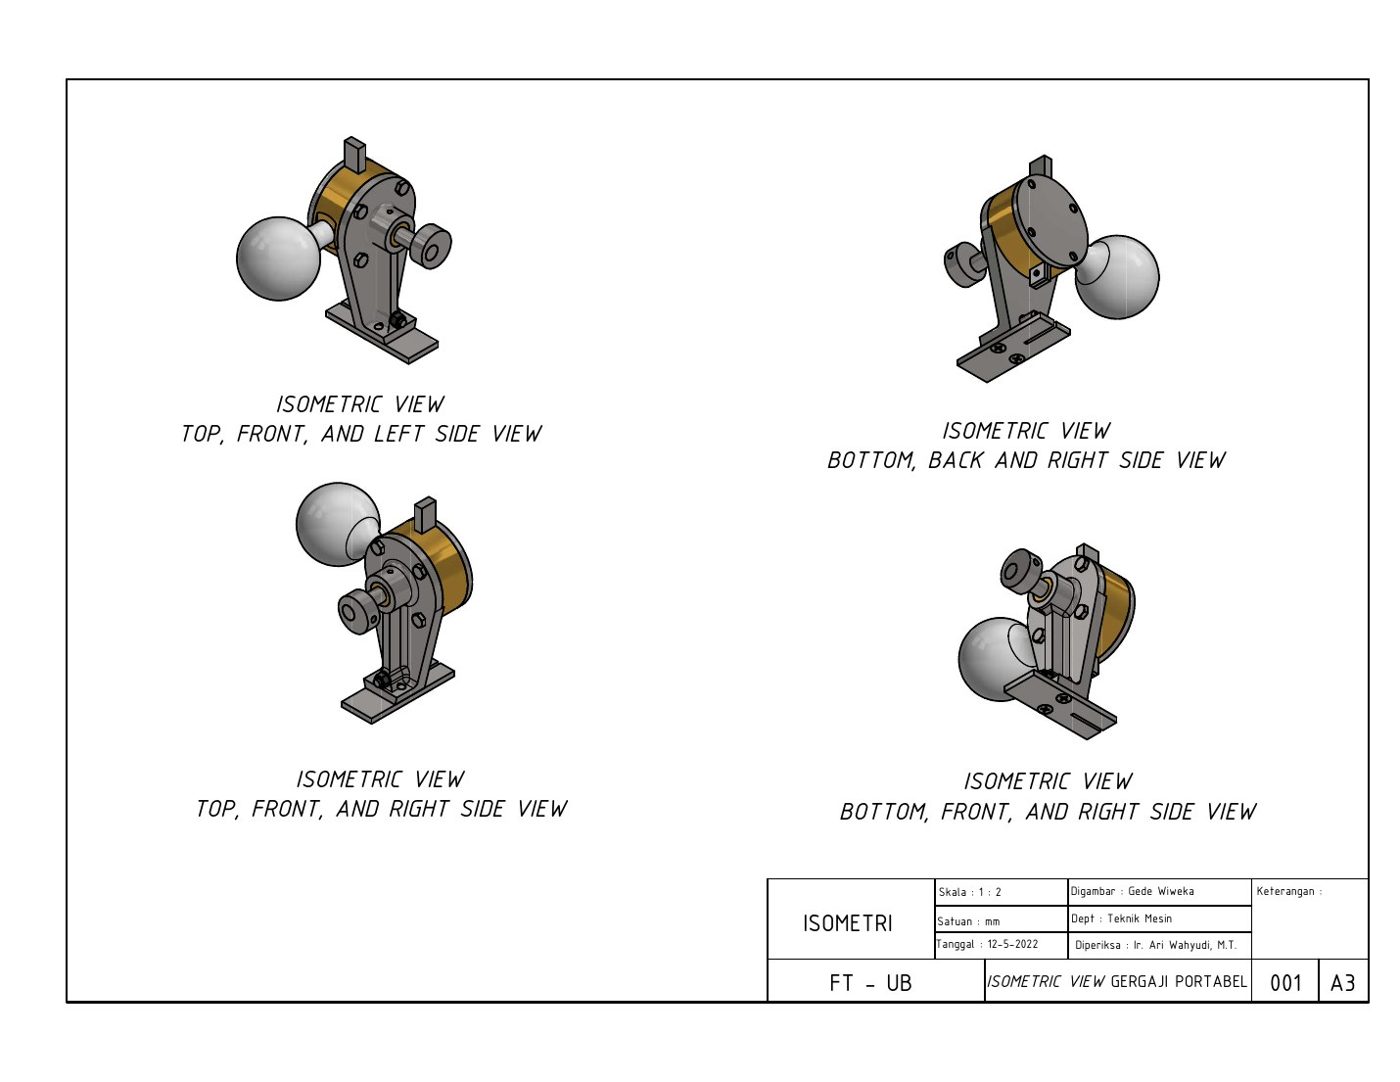 ISOMETRIC VIEW
TOP, FRONT, AND LEFT SIDE VIEW
ISOMETRIC VIEW
BOTTOM, BACK AND RIGHT SIDE VIEW
ISOMETRIC VIEW
TOP, FRONT, AND RIGHT SIDE VIEW
ISOMETRIC VIEW
BOTTOM, FRONT, AND RIGHT SIDE VIEW
ISOMETRI
Skala : 1 : 2
Satuan : mm
Tanggal : 12-5-2022
Digambar : Gede Wiweka
Dept : Teknik Mesin
Diperiksa : Ir. Ari Wahyudi, M.T.
Keterangan :
FT - UB
ISOMETRIC VIEW GERGAJI PORTABEL
001
A3